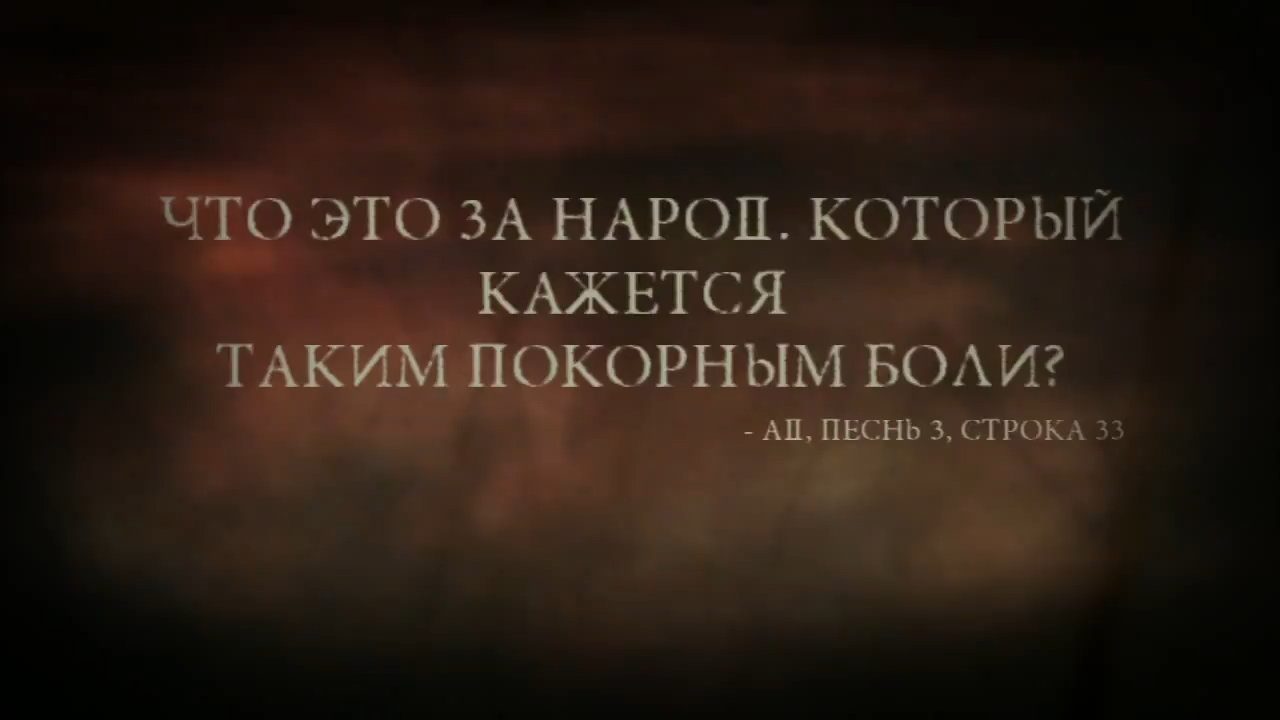 ЧТО ЭТО ЗА НАРОД. КОТОРЫЙ
КАЖЕТСЯ
ТАКИМ ПОКОРНЫМ БОЛИ?
- АД, ПЕСНЬ 3, СТРОКА 33